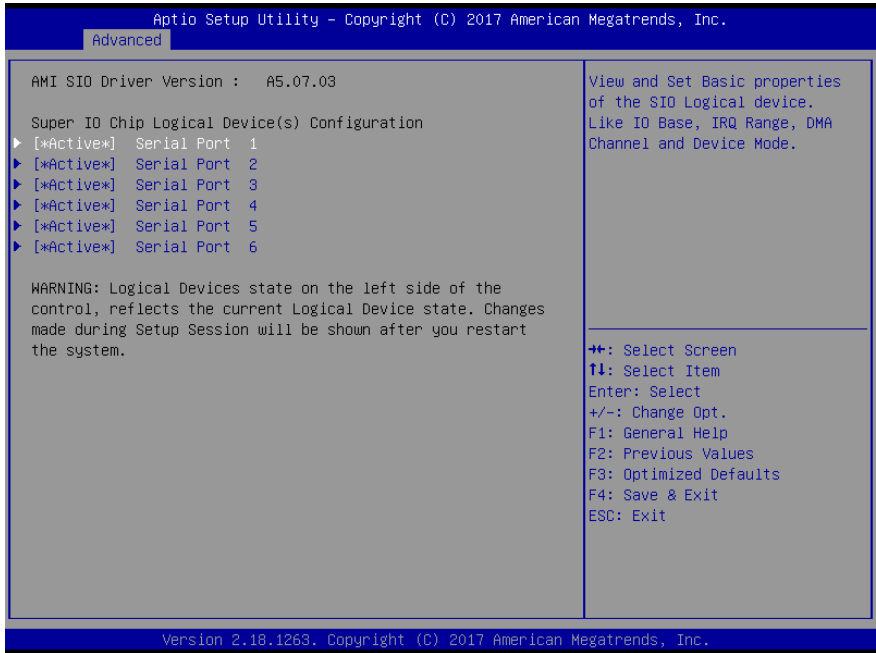 Aptio Setup Utility – Copyright (C) 2017 American Megatrends, Inc.
Advanced
AMI SIO Driver Version : A5.07.03
Super IO Chip Logical Device(s) Configuration
[*Active*] Serial Port 1
[*Active*] Serial Port 2
[*Active*] Serial Port 3
[*Active*] Serial Port 4
[*Active*] Serial Port 5
[*Active*] Serial Port 6
WARNING: Logical Devices state on the left side of the
control, reflects the current Logical Device state. Changes
made during Setup Session will be shown after you restart
the system.
View and Set Basic properties
of the SIO Logical device.
Like IO Base, IRQ Range, DMA
Channel and Device Mode.
→←: Select Screen
↑↓: Select Item
Enter: Select
+/-: Change Opt.
F1: General Help
F2: Previous Values
F3: Optimized Defaults
F4: Save & Exit
ESC: Exit
Version 2.18.1263. Copyright (C) 2017 American Megatrends, Inc.